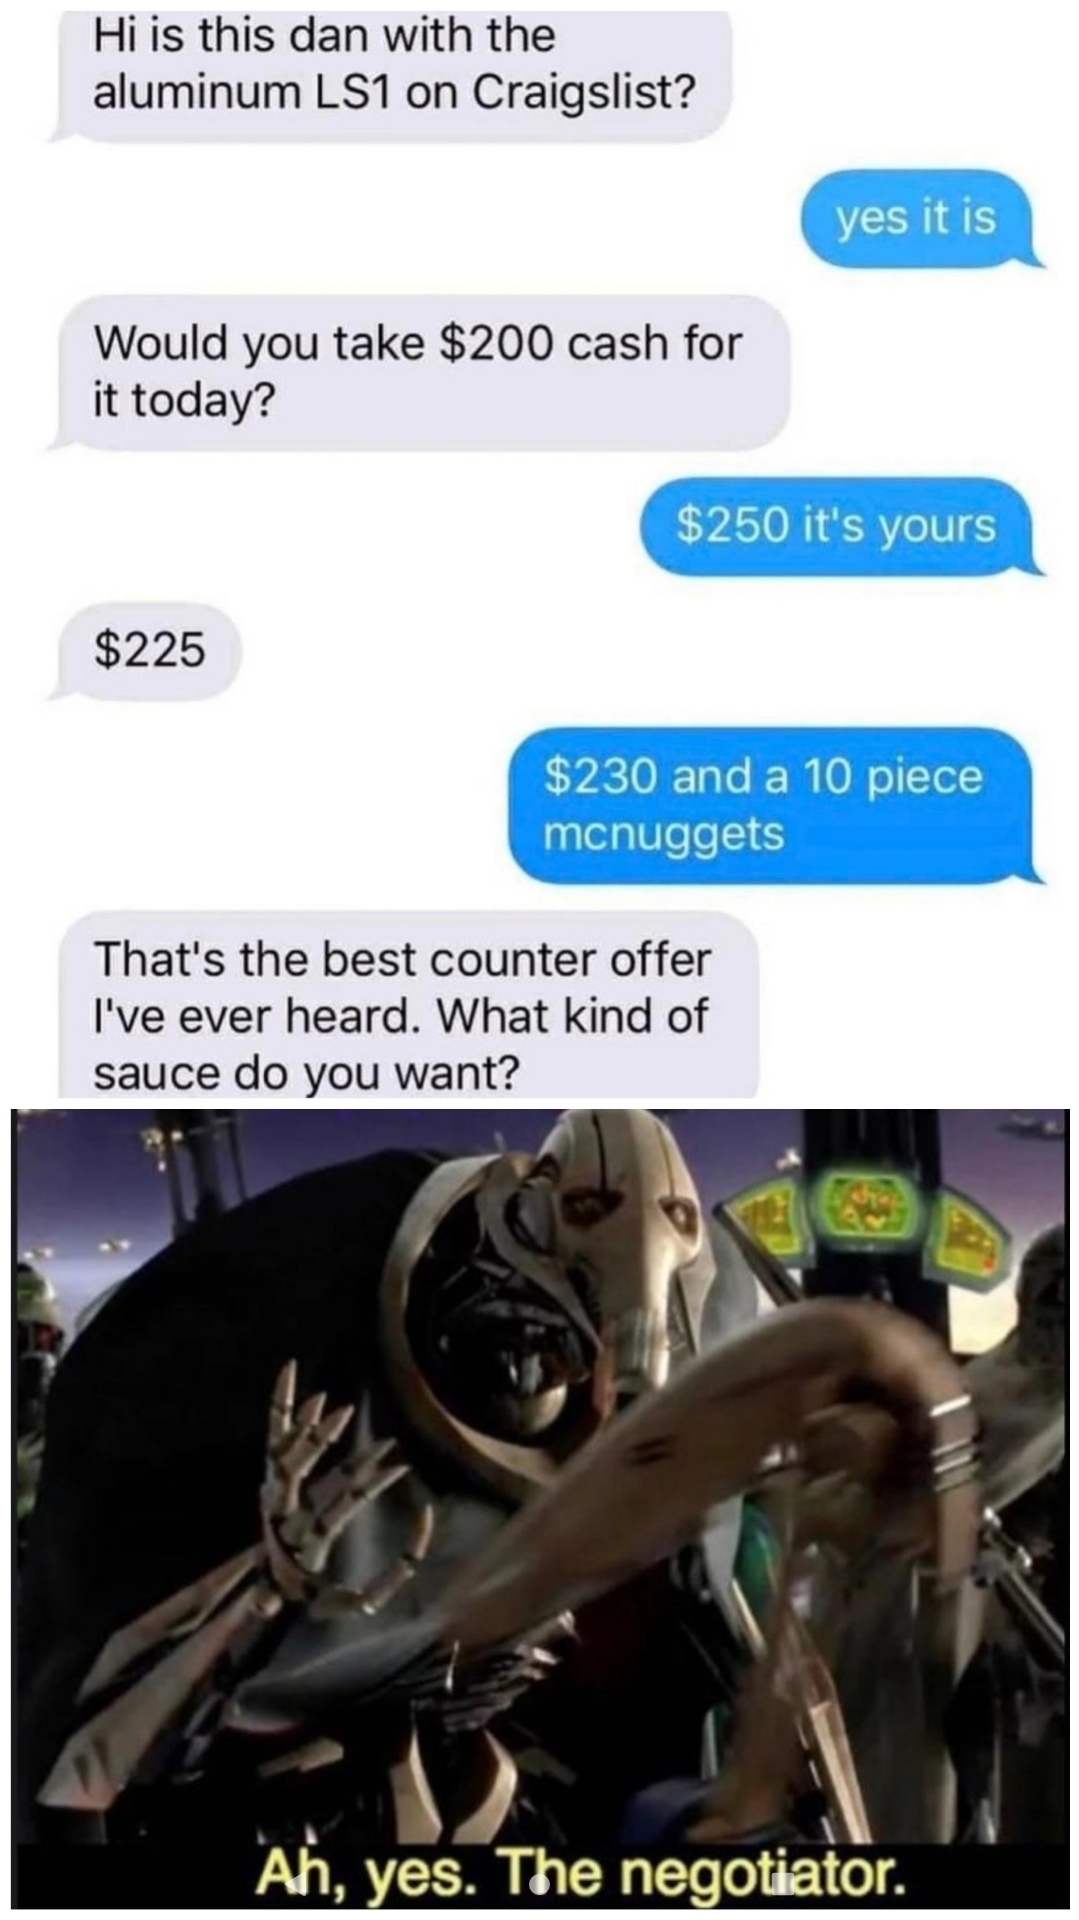 Hi is this dan with the
aluminum LS1 on Craigslist?
yes it is
Would you take $200 cash for
it today?
$250 it's yours
$225
$230 and a 10 piece
mcnuggets
That's the best counter offer
I've ever heard. What kind of
sauce do you want?
Ah, yes. The negotiator.